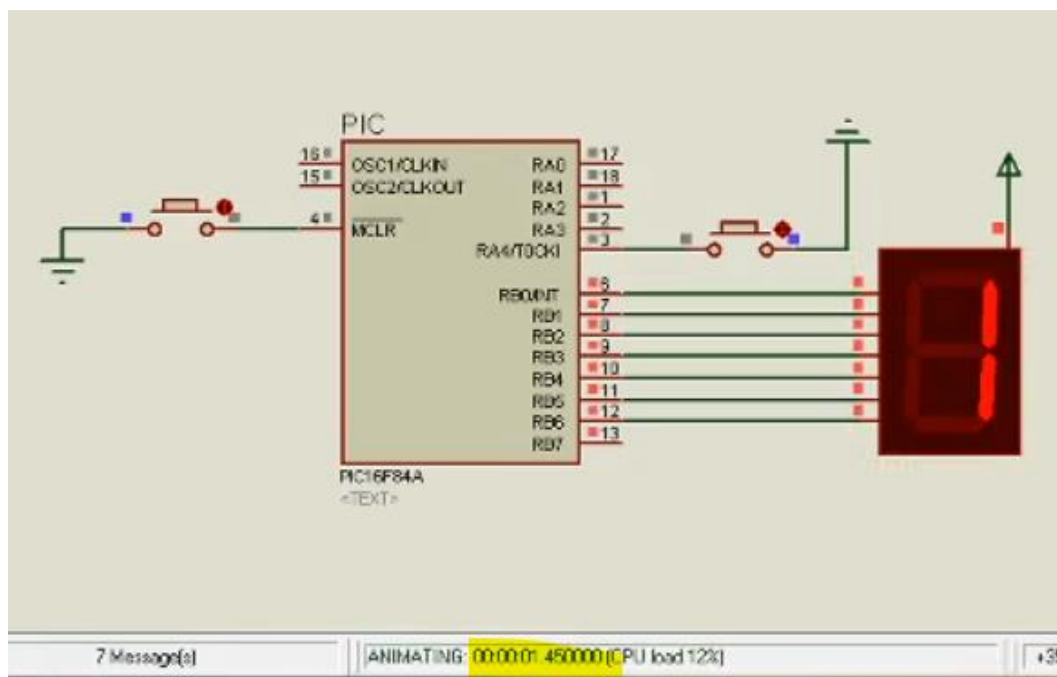 PIC
16 OSC1/CLKIN RA0 17
15 OSC2/CLKOUT RA1 18
RA2 1
4 MCLR RA3 2
RA4/T0CKI 3
RB0/INT 6
RB1 7
RB2 8
RB3 9
RB4 10
RB5 11
RB6 12
RB7 13
PIC16F84A
<TEXT>
1
7 Message(s) ANIMATING: 00:00:01.450000 (CPU load 12%)